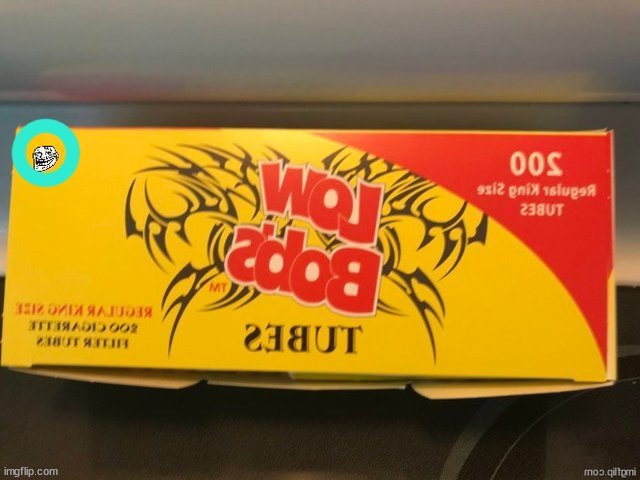 200
Regular King Size
TUBES
LOW
BOB'S
TM
TUBES
REGULAR KING SIZE
200 CIGARETTE
FILTER TUBES
imgflip.com
imgflip.com